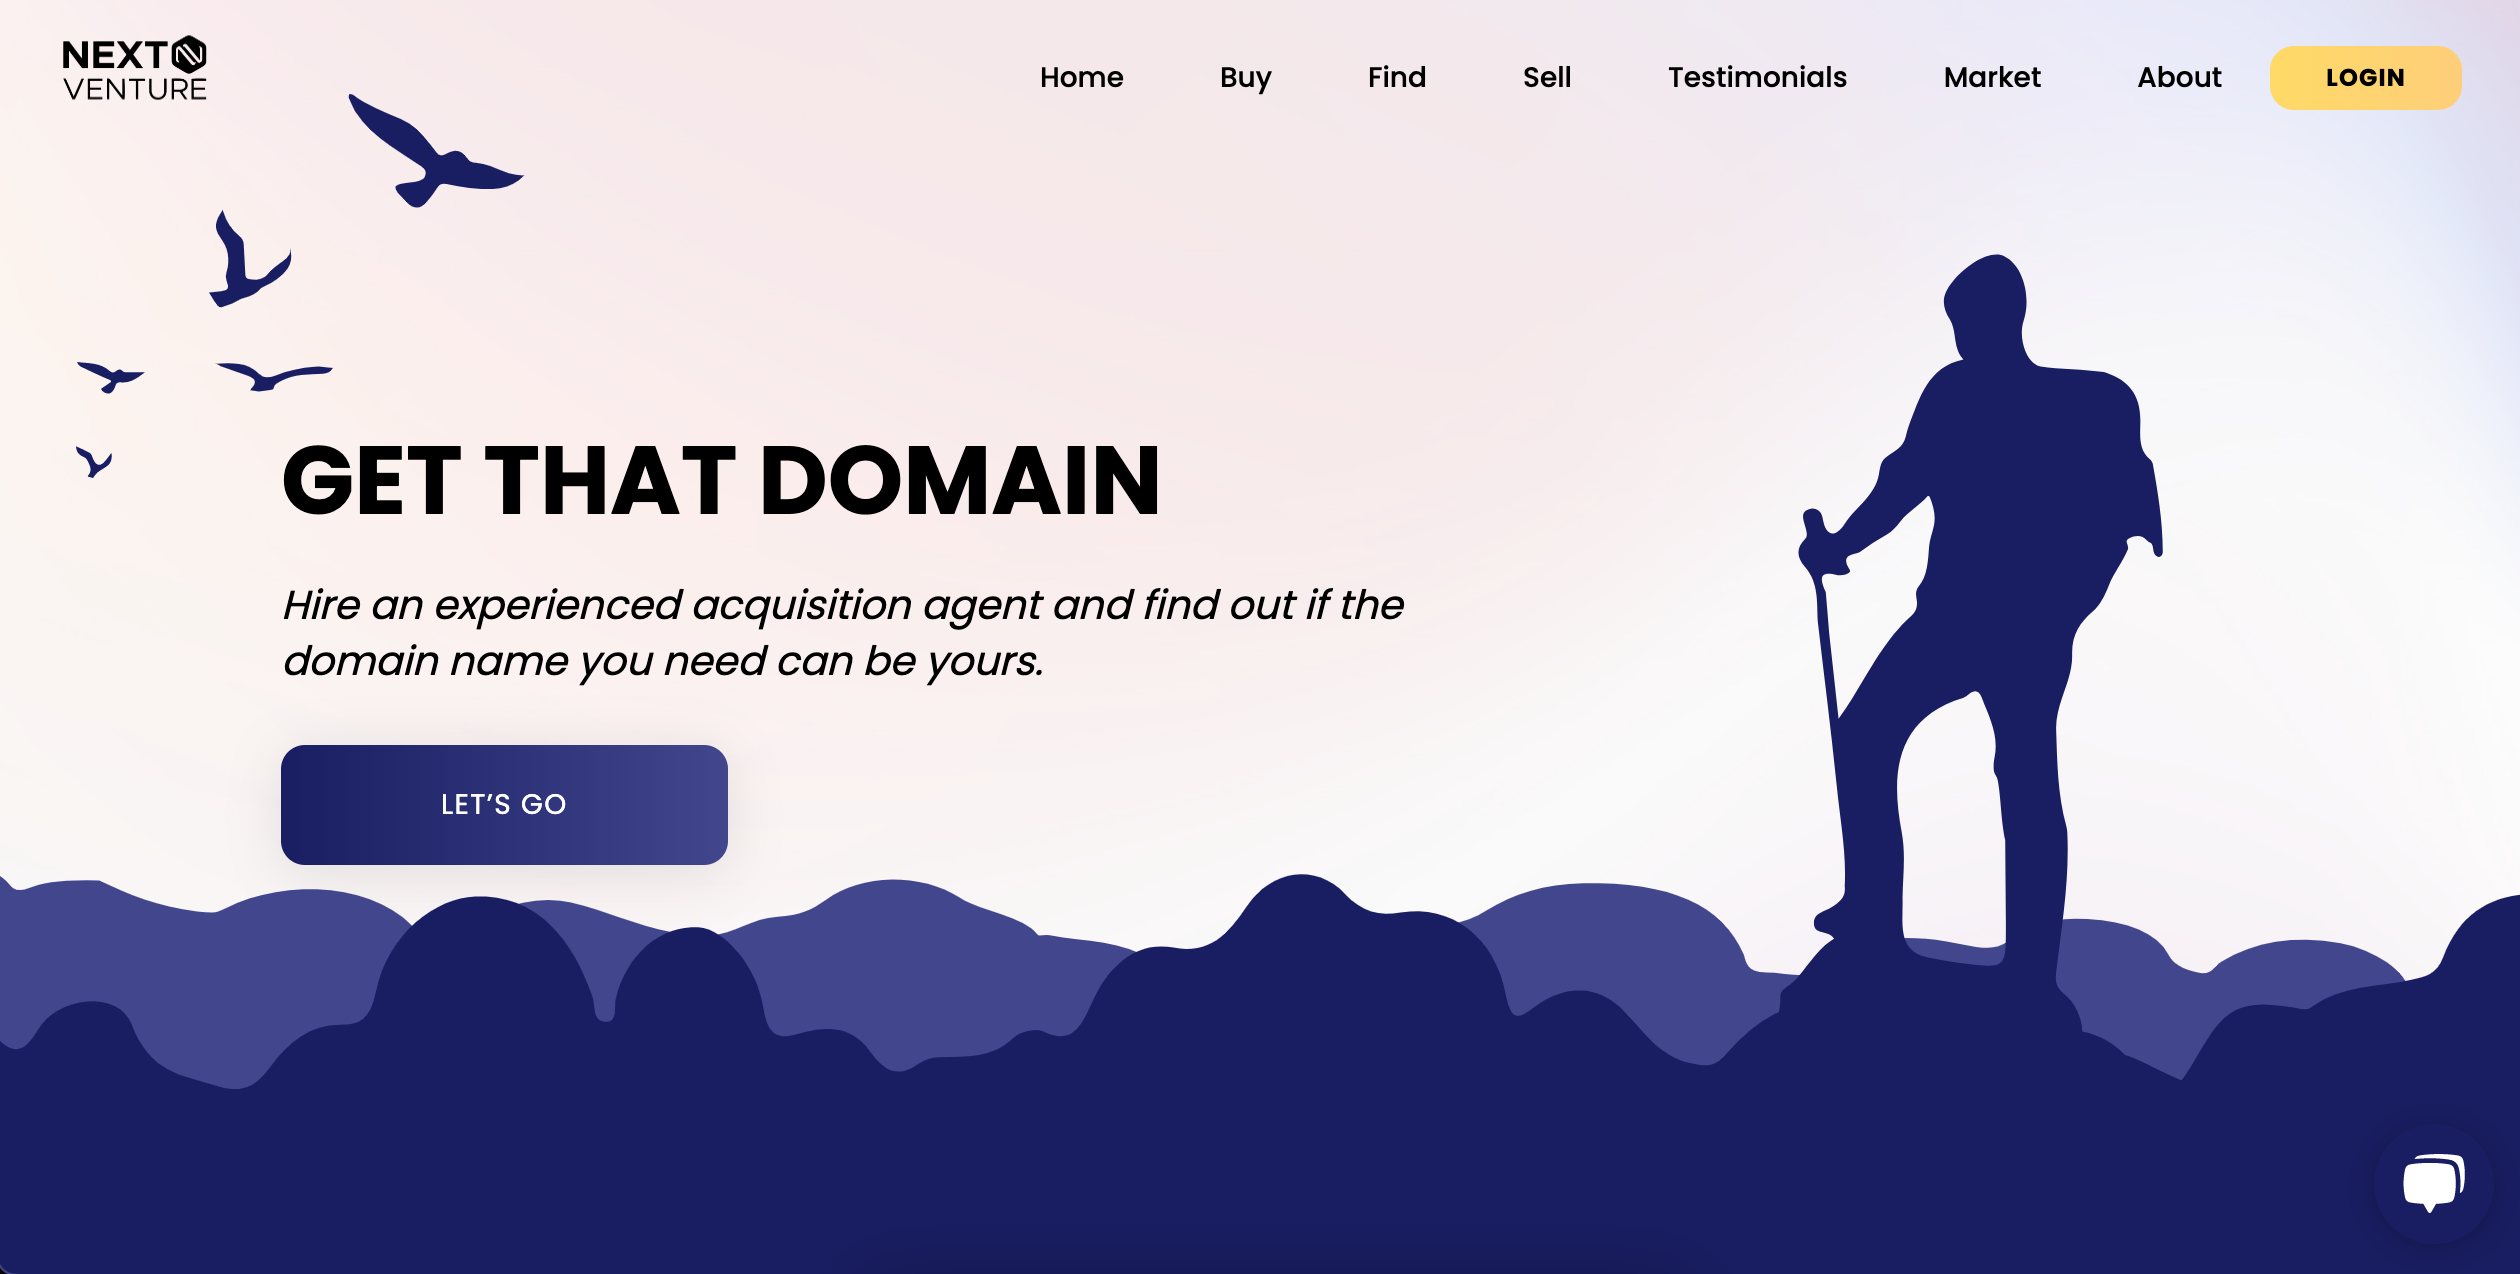 NEXT
VENTURE
Home
Buy
Find
Sell
Testimonials
Market
About
LOGIN
GET THAT DOMAIN
Hire an experienced acquisition agent and find out if the
domain name you need can be yours.
LET'S GO